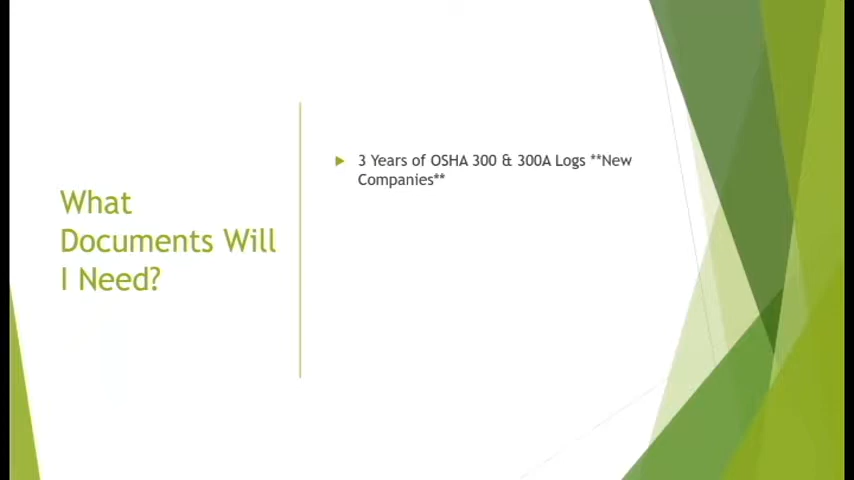 What
Documents Will
I Need?
3 Years of OSHA 300 & 300A Logs **New
Companies**